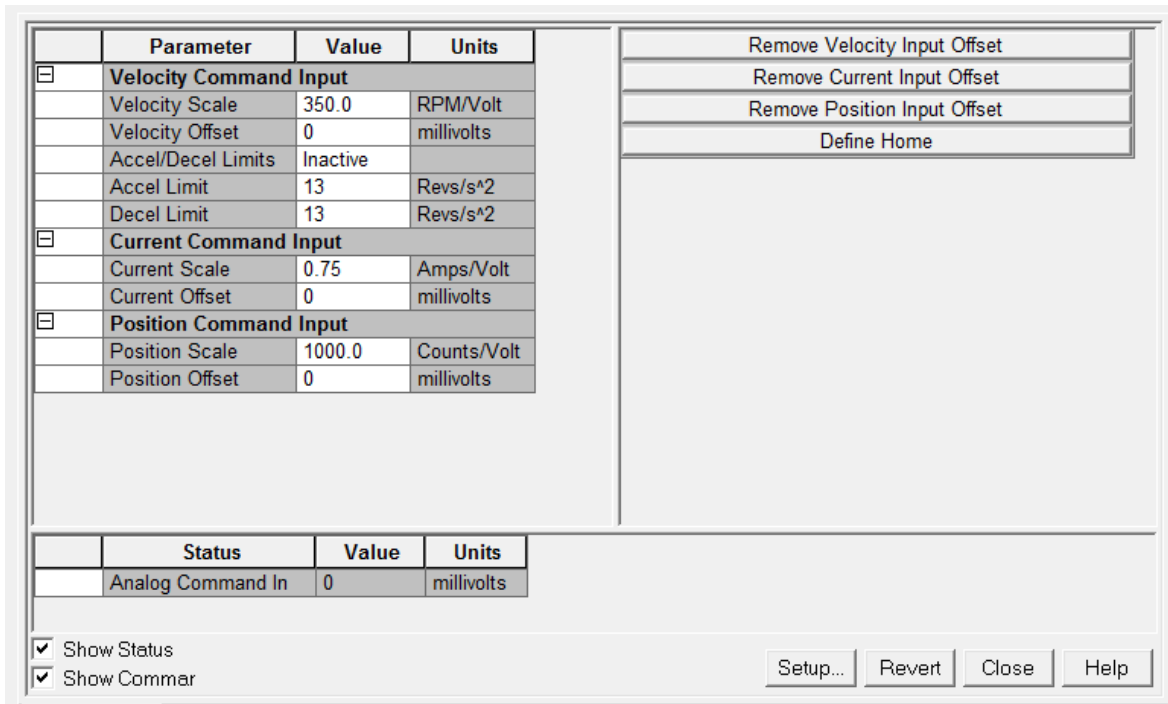 Parameter Value Units
Velocity Command Input
Velocity Scale 350.0 RPM/Volt
Velocity Offset 0 millivolts
Accel/Decel Limits Inactive
Accel Limit 13 Revs/s^2
Decel Limit 13 Revs/s^2
Current Command Input
Current Scale 0.75 Amps/Volt
Current Offset 0 millivolts
Position Command Input
Position Scale 1000.0 Counts/Volt
Position Offset 0 millivolts
Remove Velocity Input Offset
Remove Current Input Offset
Remove Position Input Offset
Define Home
Status Value Units
Analog Command In 0 millivolts
Show Status
Show Commar
Setup... Revert Close Help